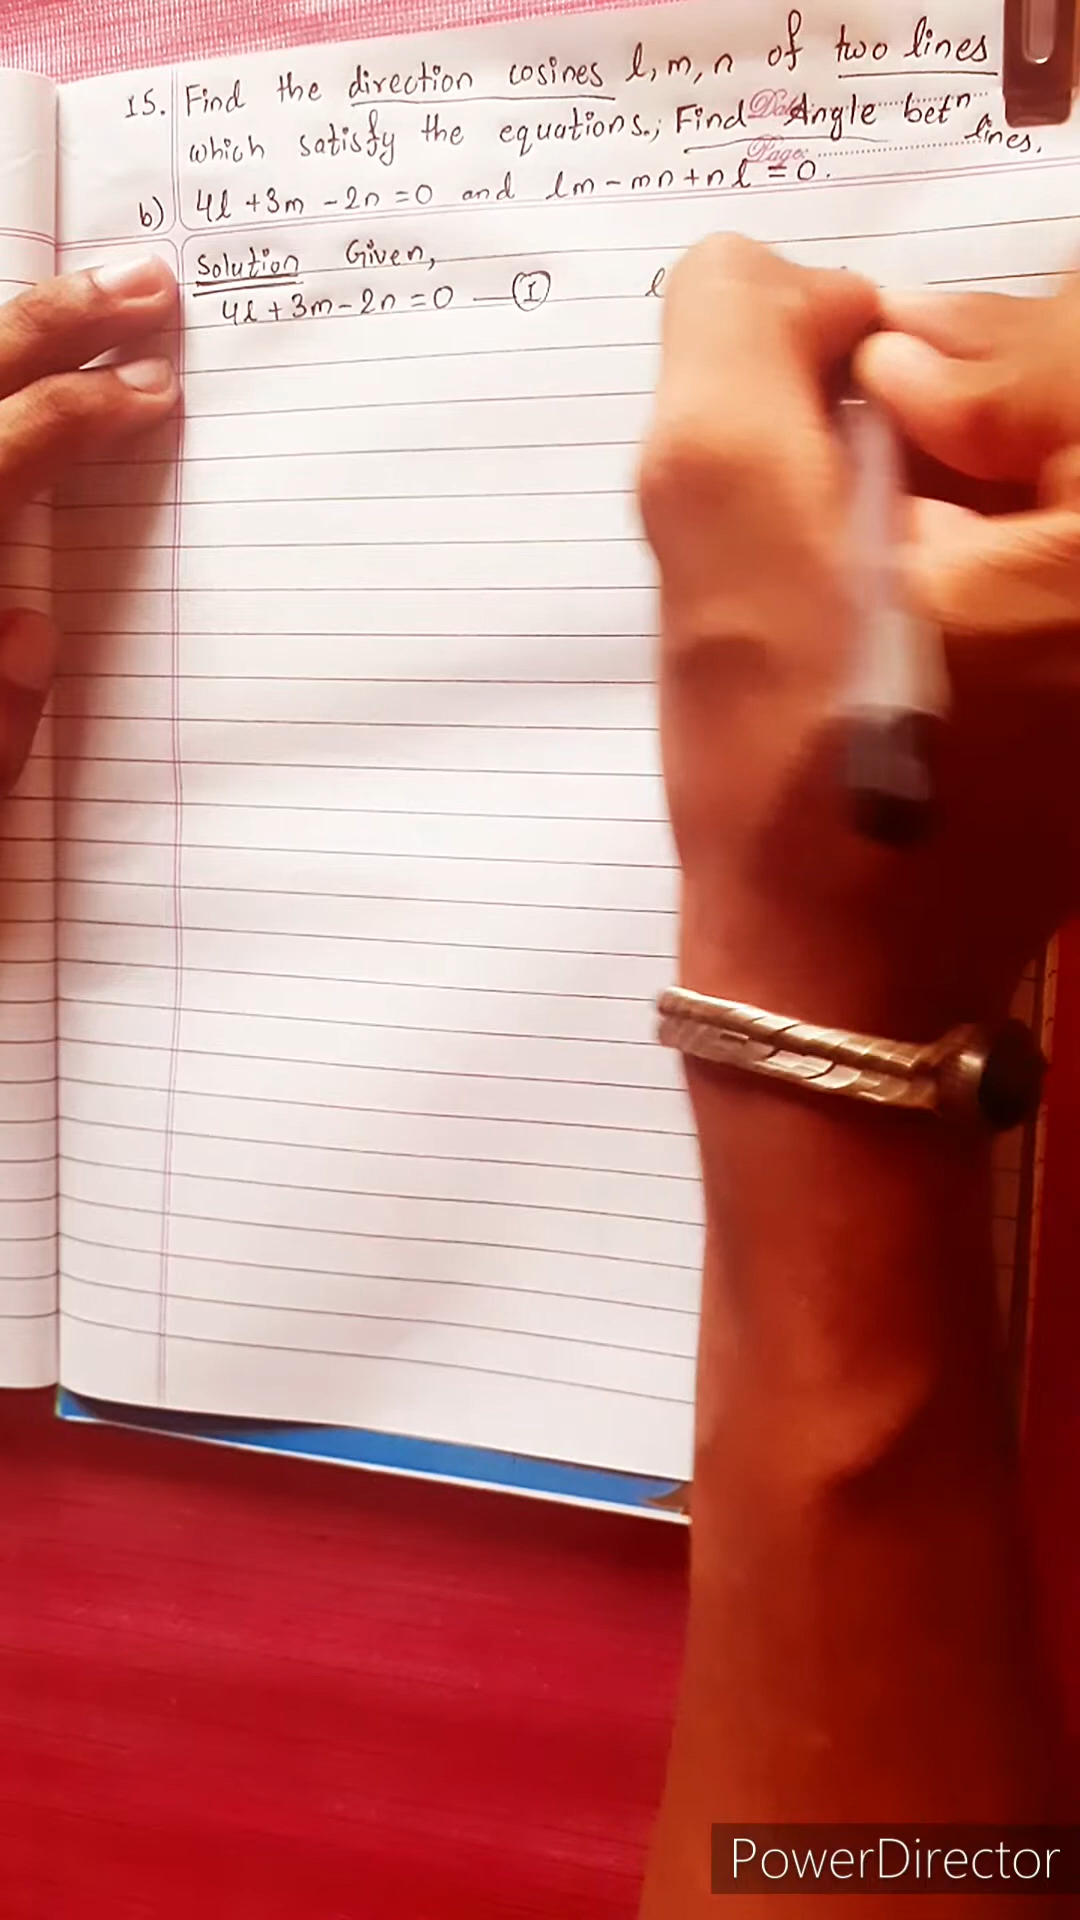 15. Find the direction cosines l, m, n of two lines
which satisfy the equations.; Find Angle betn lines.
Page:
b) 4l + 3m - 2n = 0 and lm - mn + nl = 0.
Solution Given,
4l + 3m - 2n = 0 — (I) l
PowerDirector